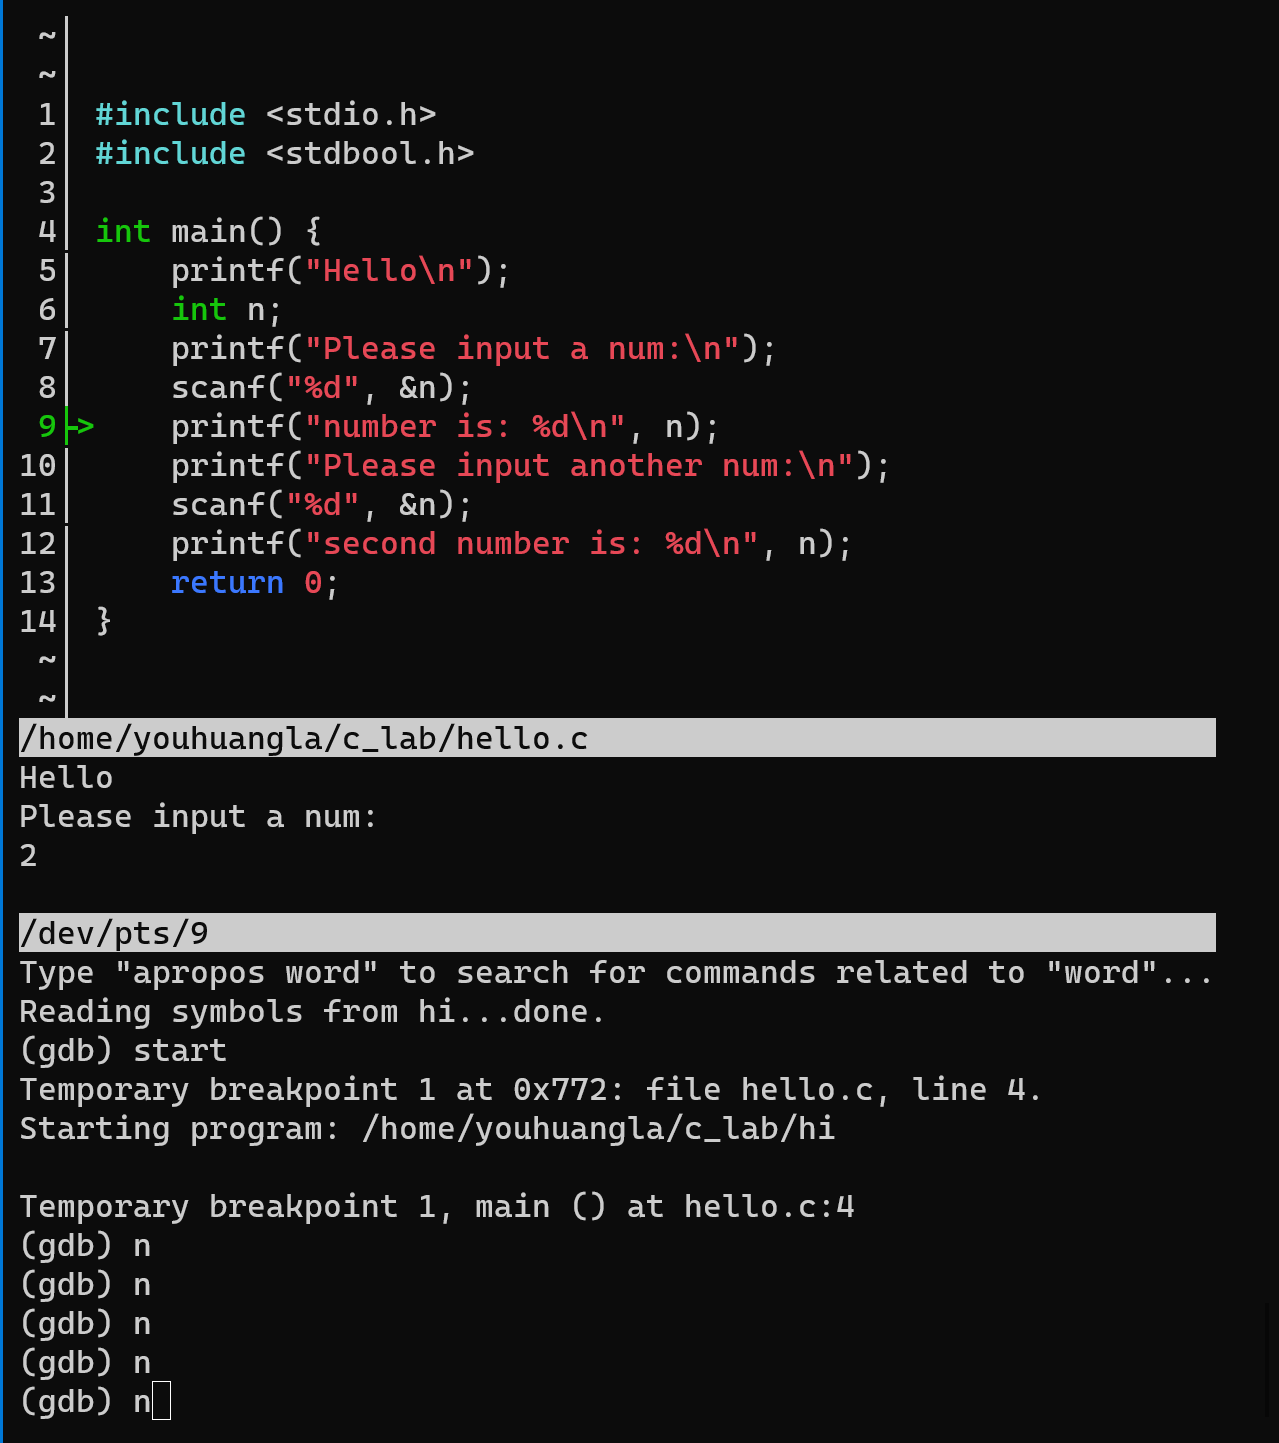 ~
~
1 #include <stdio.h>
2 #include <stdbool.h>
3
4 int main() {
5     printf("Hello\n");
6     int n;
7     printf("Please input a num:\n");
8     scanf("%d", &n);
9 ->    printf("number is: %d\n", n);
10     printf("Please input another num:\n");
11     scanf("%d", &n);
12     printf("second number is: %d\n", n);
13     return 0;
14 }
~
~
/home/youhuangla/c_lab/hello.c
Hello
Please input a num:
2
/dev/pts/9
Type "apropos word" to search for commands related to "word"...
Reading symbols from hi...done.
(gdb) start
Temporary breakpoint 1 at 0x772: file hello.c, line 4.
Starting program: /home/youhuangla/c_lab/hi
Temporary breakpoint 1, main () at hello.c:4
(gdb) n
(gdb) n
(gdb) n
(gdb) n
(gdb) n